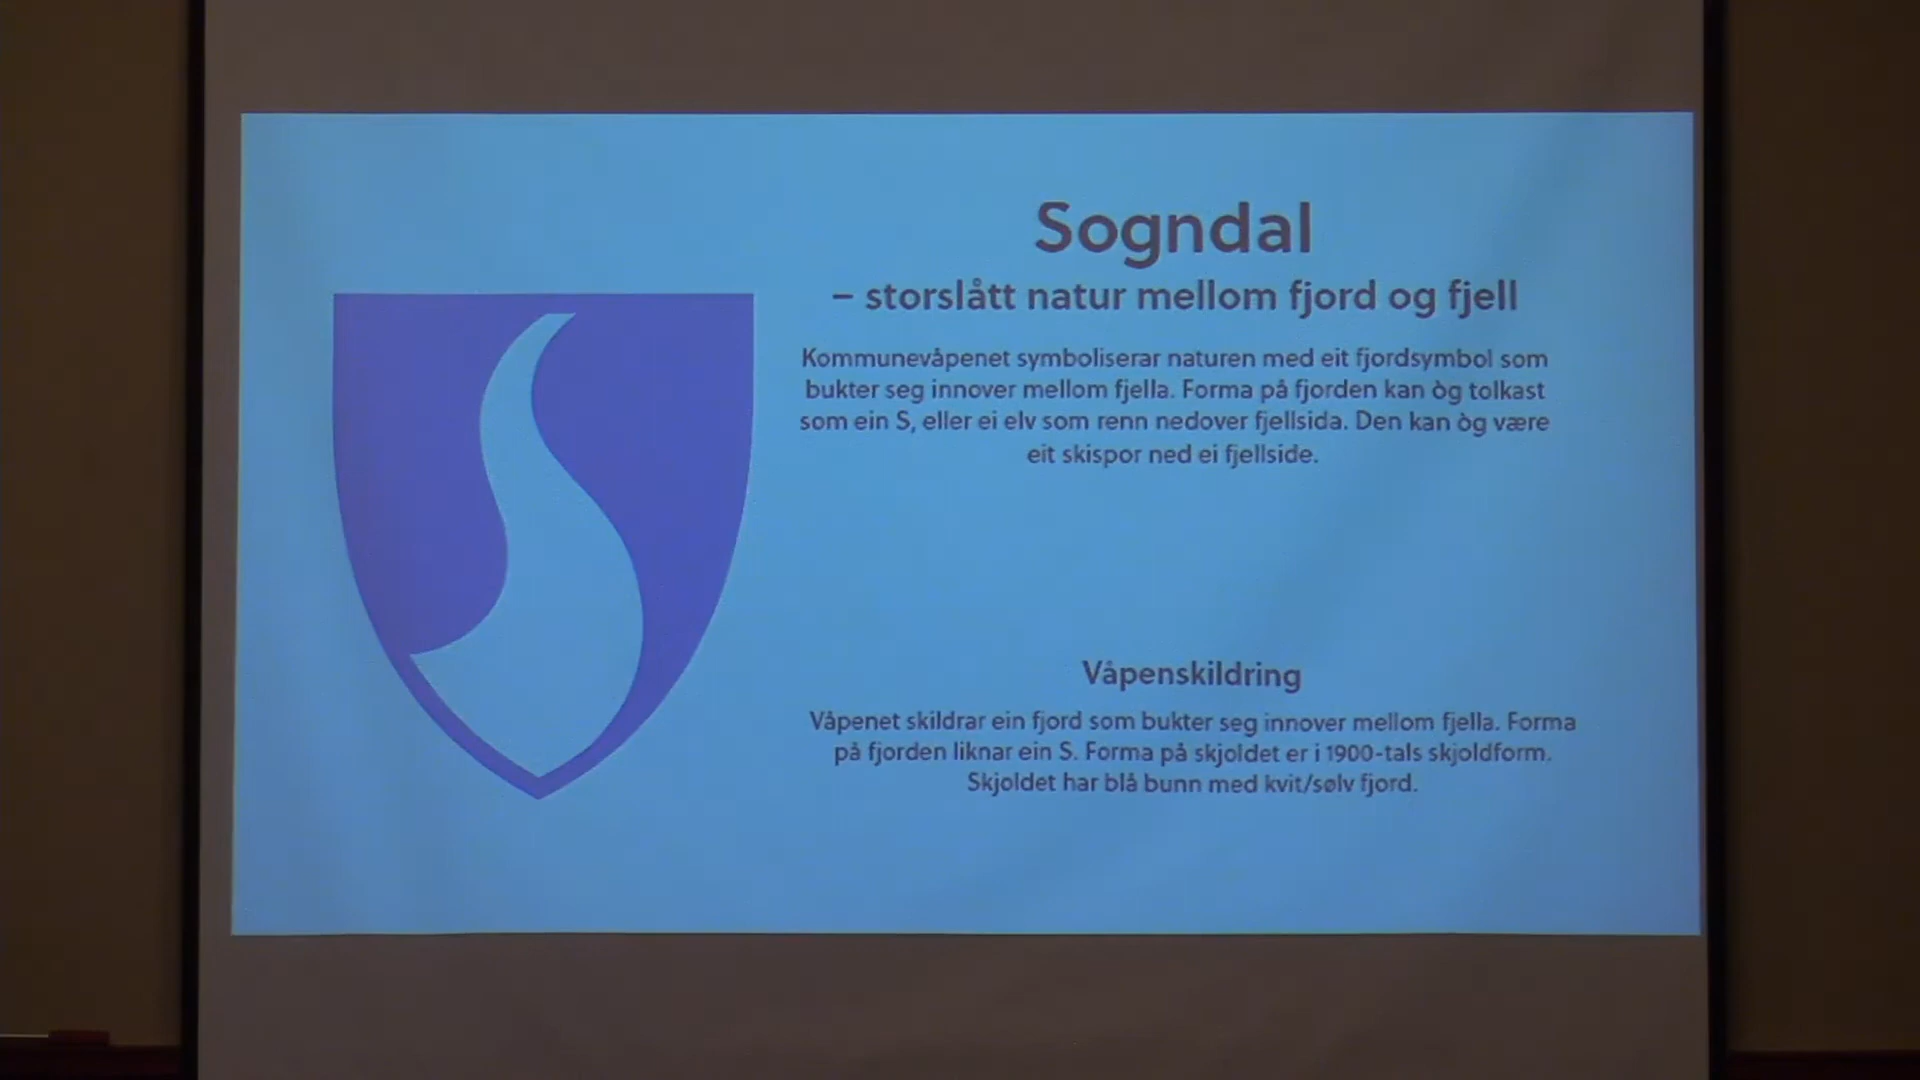 Sogndal
– storslått natur mellom fjord og fjell
Kommunevåpenet symboliserar naturen med eit fjordsymbol som
bukter seg innover mellom fjella. Forma på fjorden kan òg tolkast
som ein S, eller ei elv som renn nedover fjellsida. Den kan òg være
eit skispor ned ei fjellside.
Våpenskildring
Våpenet skildrar ein fjord som bukter seg innover mellom fjella. Forma
på fjorden liknar ein S. Forma på skjoldet er i 1900-tals skjoldform.
Skjoldet har blå bunn med kvit/sølv fjord.